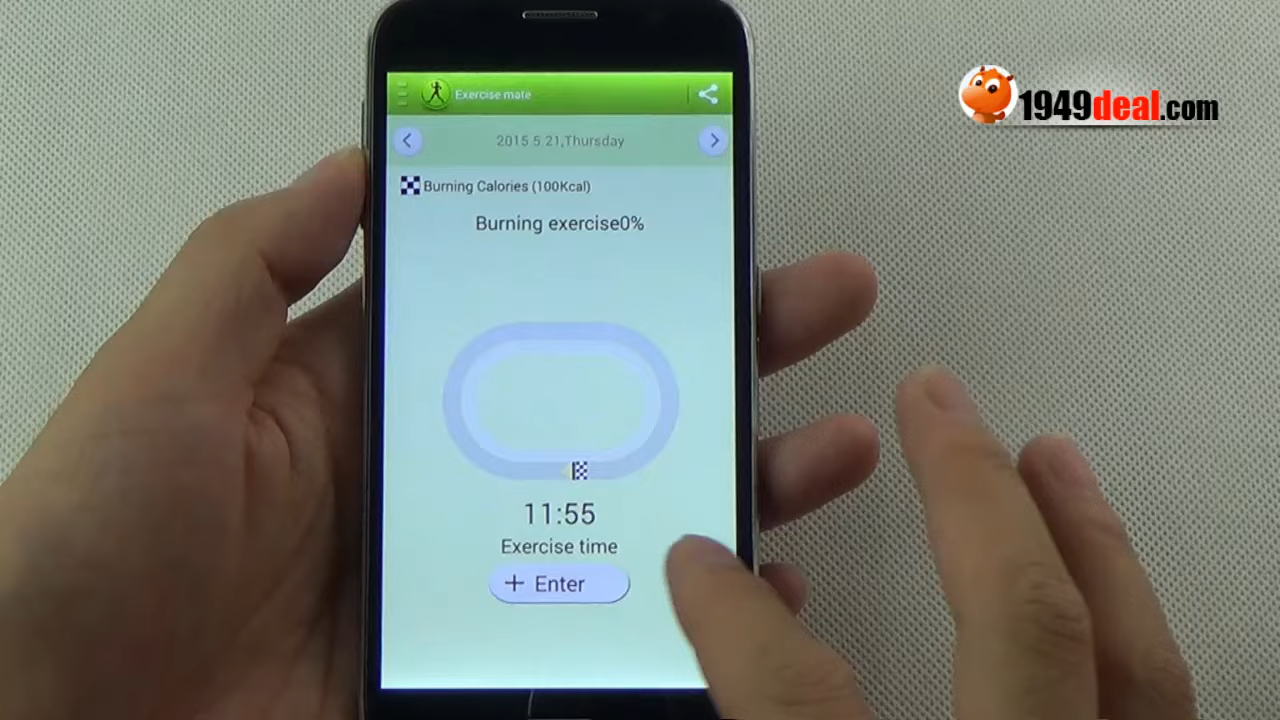 Exercise mate
1949deal.com
2015 5.21,Thursday
Burning Calories (100Kcal)
Burning exercise0%
11:55
Exercise time
+ Enter